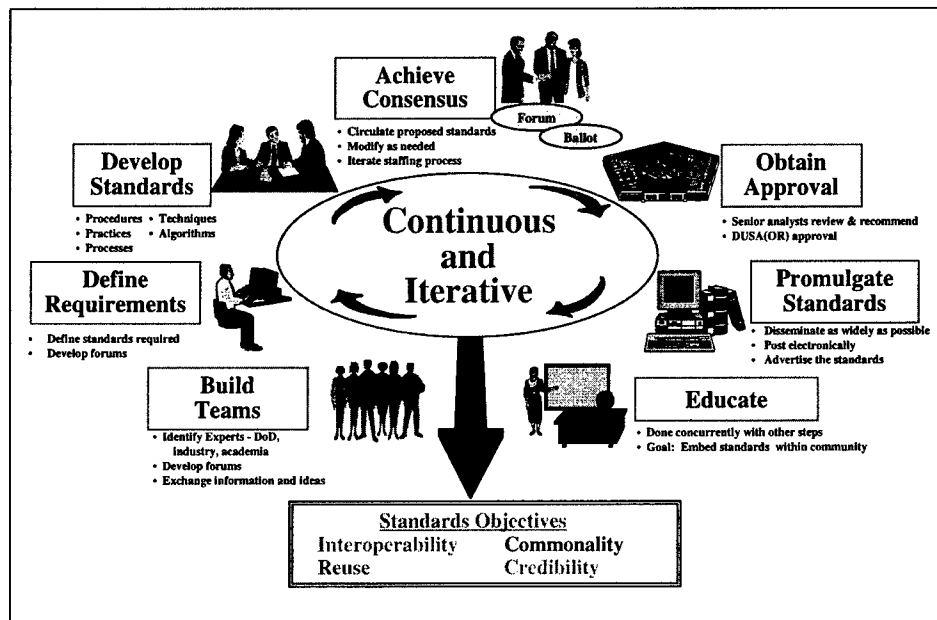 Achieve
Consensus
• Circulate proposed standards
• Modify as needed
• Iterate staffing process
Forum
Ballot
Develop
Standards
• Procedures • Techniques
• Practices • Algorithms
• Processes
Obtain
Approval
• Senior analysts review & recommend
• DUSA(OR) approval
Continuous
and
Iterative
Define
Requirements
• Define standards required
• Develop forums
Promulgate
Standards
• Disseminate as widely as possible
• Post electronically
• Advertise the standards
Build
Teams
• Identify Experts - DoD,
industry, academia
• Develop forums
• Exchange information and ideas
Educate
• Done concurrently with other steps
• Goal: Embed standards within community
Standards Objectives
Interoperability Commonality
Reuse Credibility